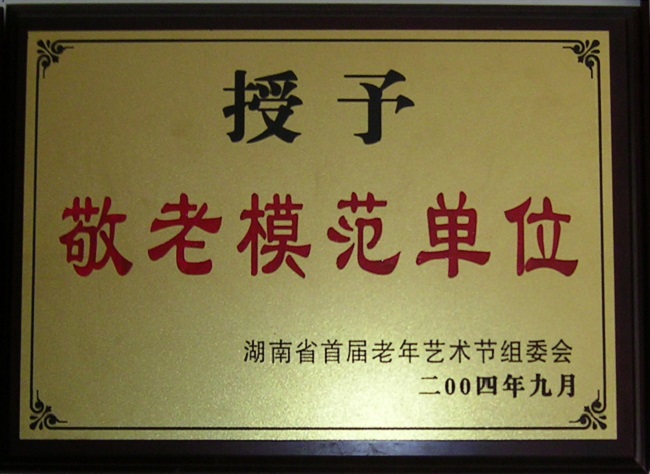 授予
敬老模范单位
湖南省首届老年艺术节组委会
二00四年九月